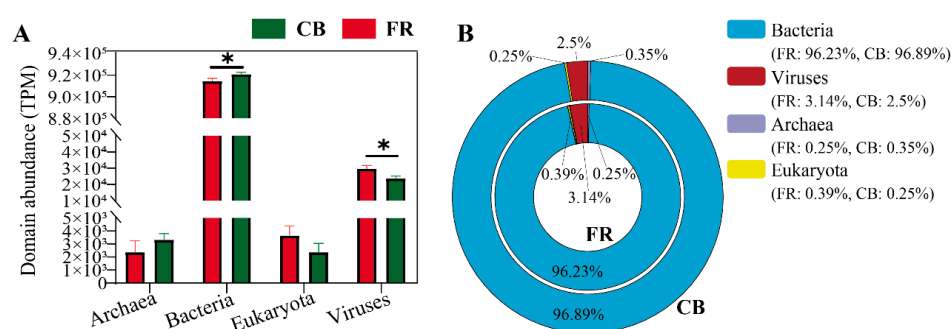 A
CB
FR
Domain abundance (TPM)
9.4×10⁵
9.2×10⁵
9.0×10⁵
8.8×10⁵
5×10⁴
4×10⁴
3×10⁴
2×10⁴
1×10⁴
5×10³
4×10³
3×10³
2×10³
1×10³
0
*
*
Archaea
Bacteria
Eukaryota
Viruses
B
0.25%
2.5%
0.35%
0.39%
0.25%
3.14%
FR
96.23%
96.89%
CB
Bacteria
(FR: 96.23%, CB: 96.89%)
Viruses
(FR: 3.14%, CB: 2.5%)
Archaea
(FR: 0.25%, CB: 0.35%)
Eukaryota
(FR: 0.39%, CB: 0.25%)